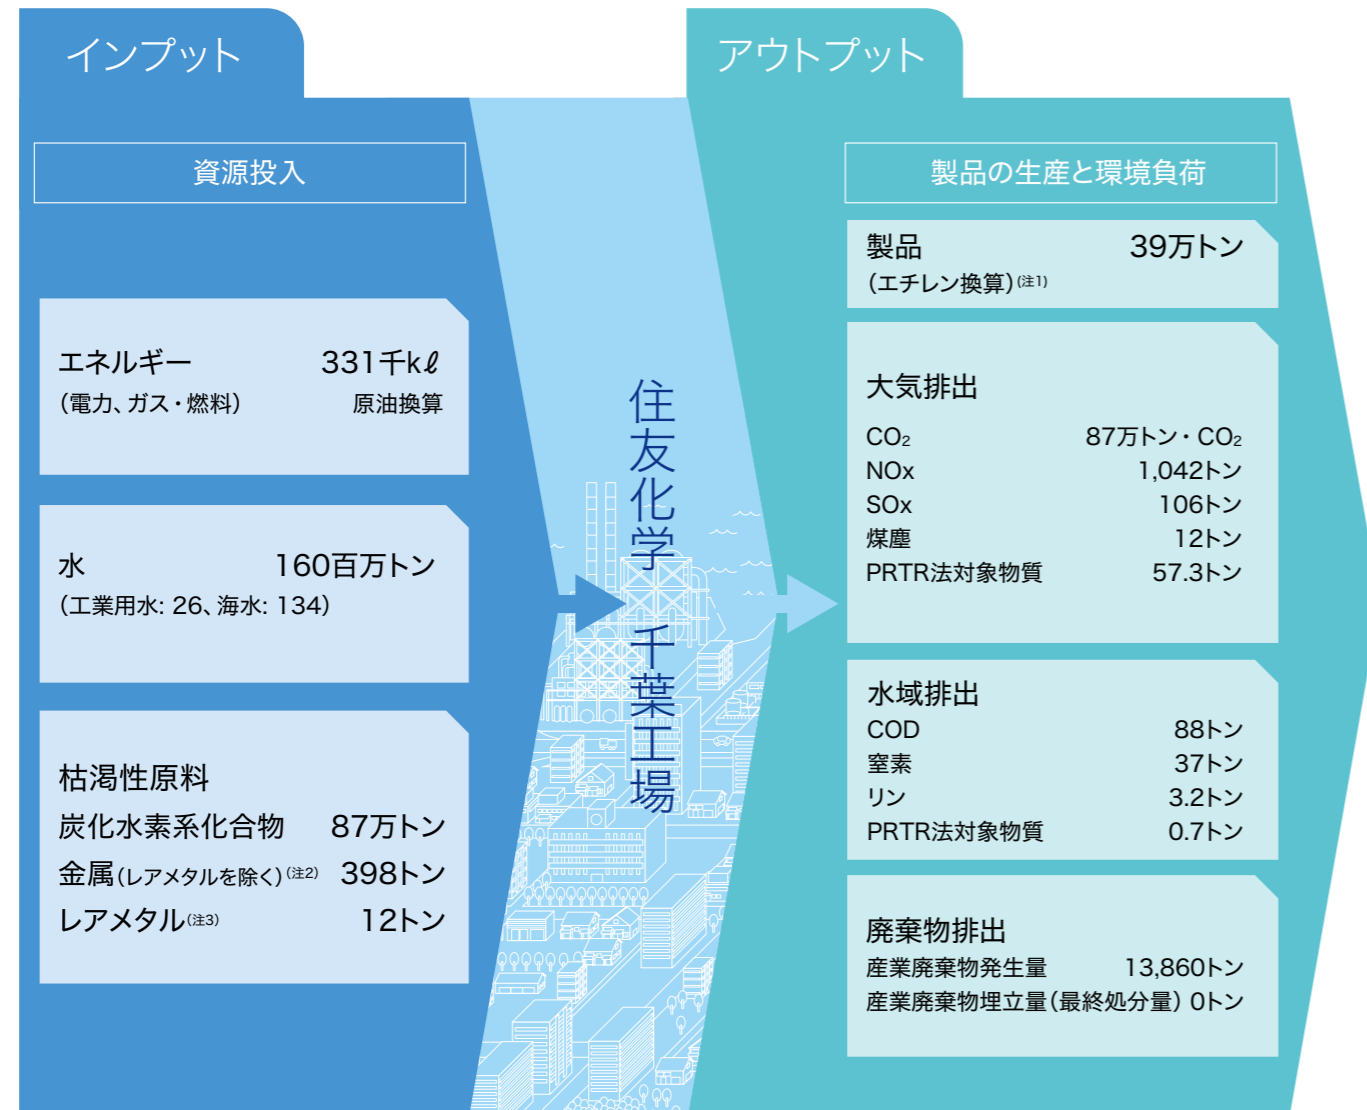 インプット
資源投入
エネルギー 331千kℓ
（電力、ガス・燃料） 原油換算
水 160百万トン
（工業用水: 26、海水: 134）
枯渇性原料
炭化水素系化合物 87万トン
金属（レアメタルを除く）（注2） 398トン
レアメタル（注3） 12トン
住友化学 千葉工場
アウトプット
製品の生産と環境負荷
製品 39万トン
（エチレン換算）（注1）
大気排出
CO₂ 87万トン・CO₂
NOx 1,042トン
SOx 106トン
煤塵 12トン
PRTR法対象物質 57.3トン
水域排出
COD 88トン
窒素 37トン
リン 3.2トン
PRTR法対象物質 0.7トン
廃棄物排出
産業廃棄物発生量 13,860トン
産業廃棄物埋立量（最終処分量） 0トン